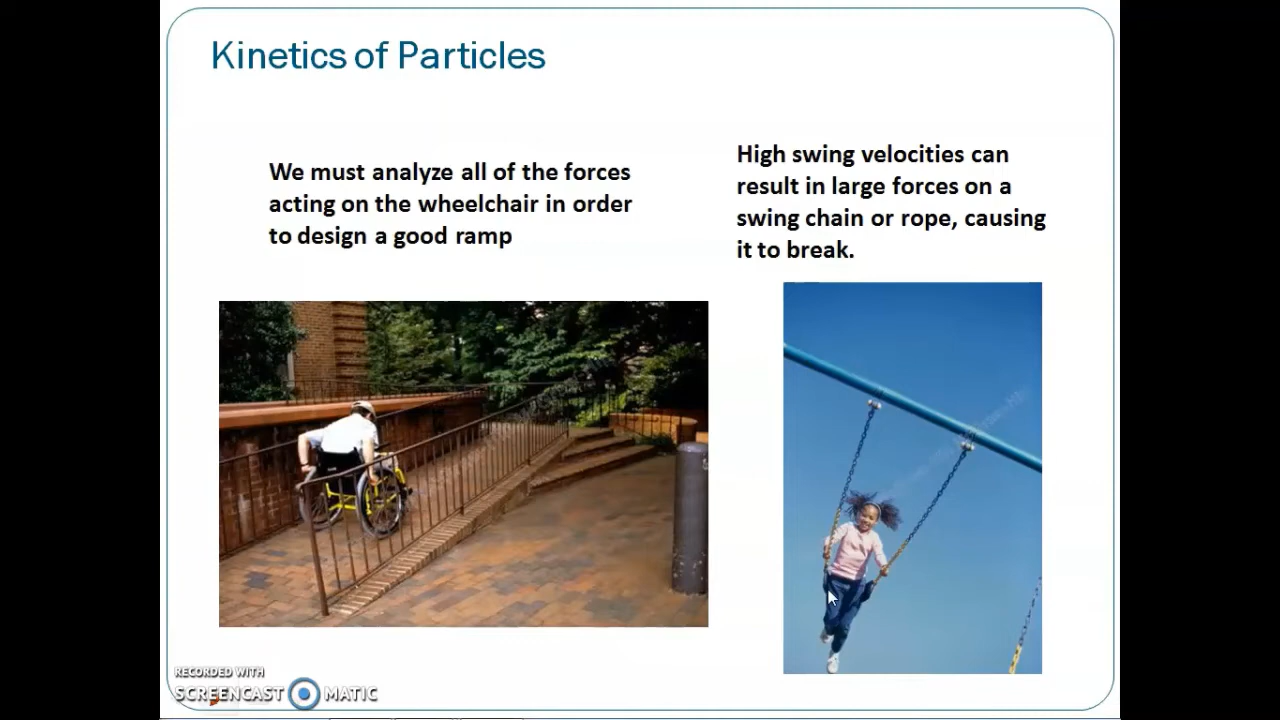 Kinetics of Particles
We must analyze all of the forces
acting on the wheelchair in order
to design a good ramp
High swing velocities can
result in large forces on a
swing chain or rope, causing
it to break.
RECORDED WITH
SCREENCAST MATIC